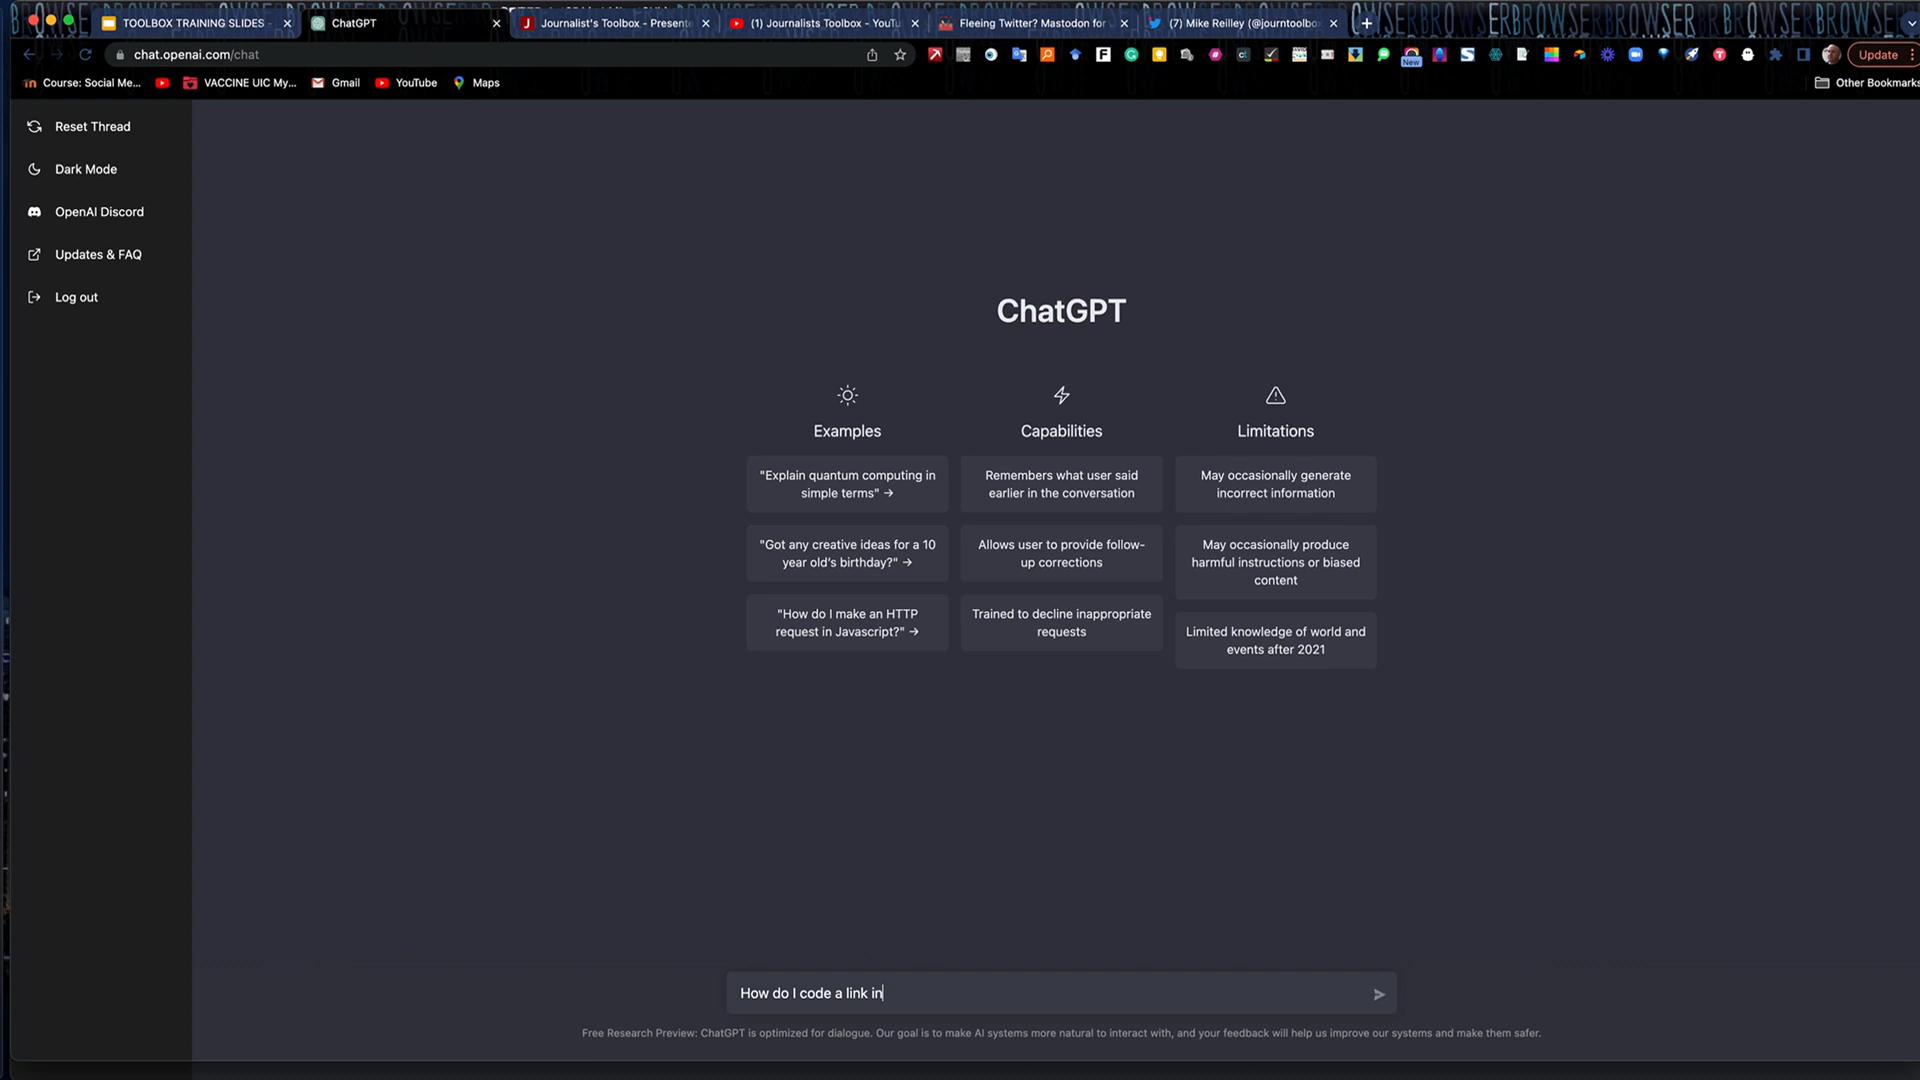 TOOLBOX TRAINING SLIDES -
ChatGPT
Journalist's Toolbox - Presente
(1) Journalists Toolbox - YouTu
Fleeing Twitter? Mastodon for
(7) Mike Reilley (@journtoolbo
chat.openai.com/chat
New
Update
Course: Social Me...
VACCINE UIC My...
Gmail
YouTube
Maps
Other Bookmarks
Reset Thread
Dark Mode
OpenAI Discord
Updates & FAQ
Log out
ChatGPT
Examples
"Explain quantum computing in
simple terms" →
"Got any creative ideas for a 10
year old's birthday?" →
"How do I make an HTTP
request in Javascript?" →
Capabilities
Remembers what user said
earlier in the conversation
Allows user to provide follow-
up corrections
Trained to decline inappropriate
requests
Limitations
May occasionally generate
incorrect information
May occasionally produce
harmful instructions or biased
content
Limited knowledge of world and
events after 2021
How do I code a link in
Free Research Preview: ChatGPT is optimized for dialogue. Our goal is to make AI systems more natural to interact with, and your feedback will help us improve our systems and make them safer.